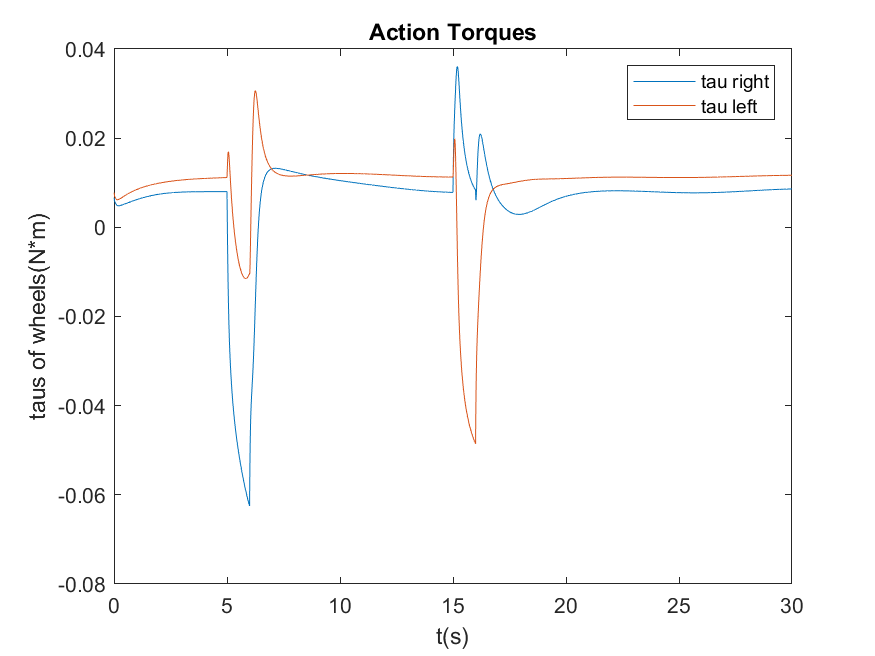 Action Torques
tau right
tau left
taus of wheels(N*m)
0.04
0.02
0
-0.02
-0.04
-0.06
-0.08
0 5 10 15 20 25 30
t(s)